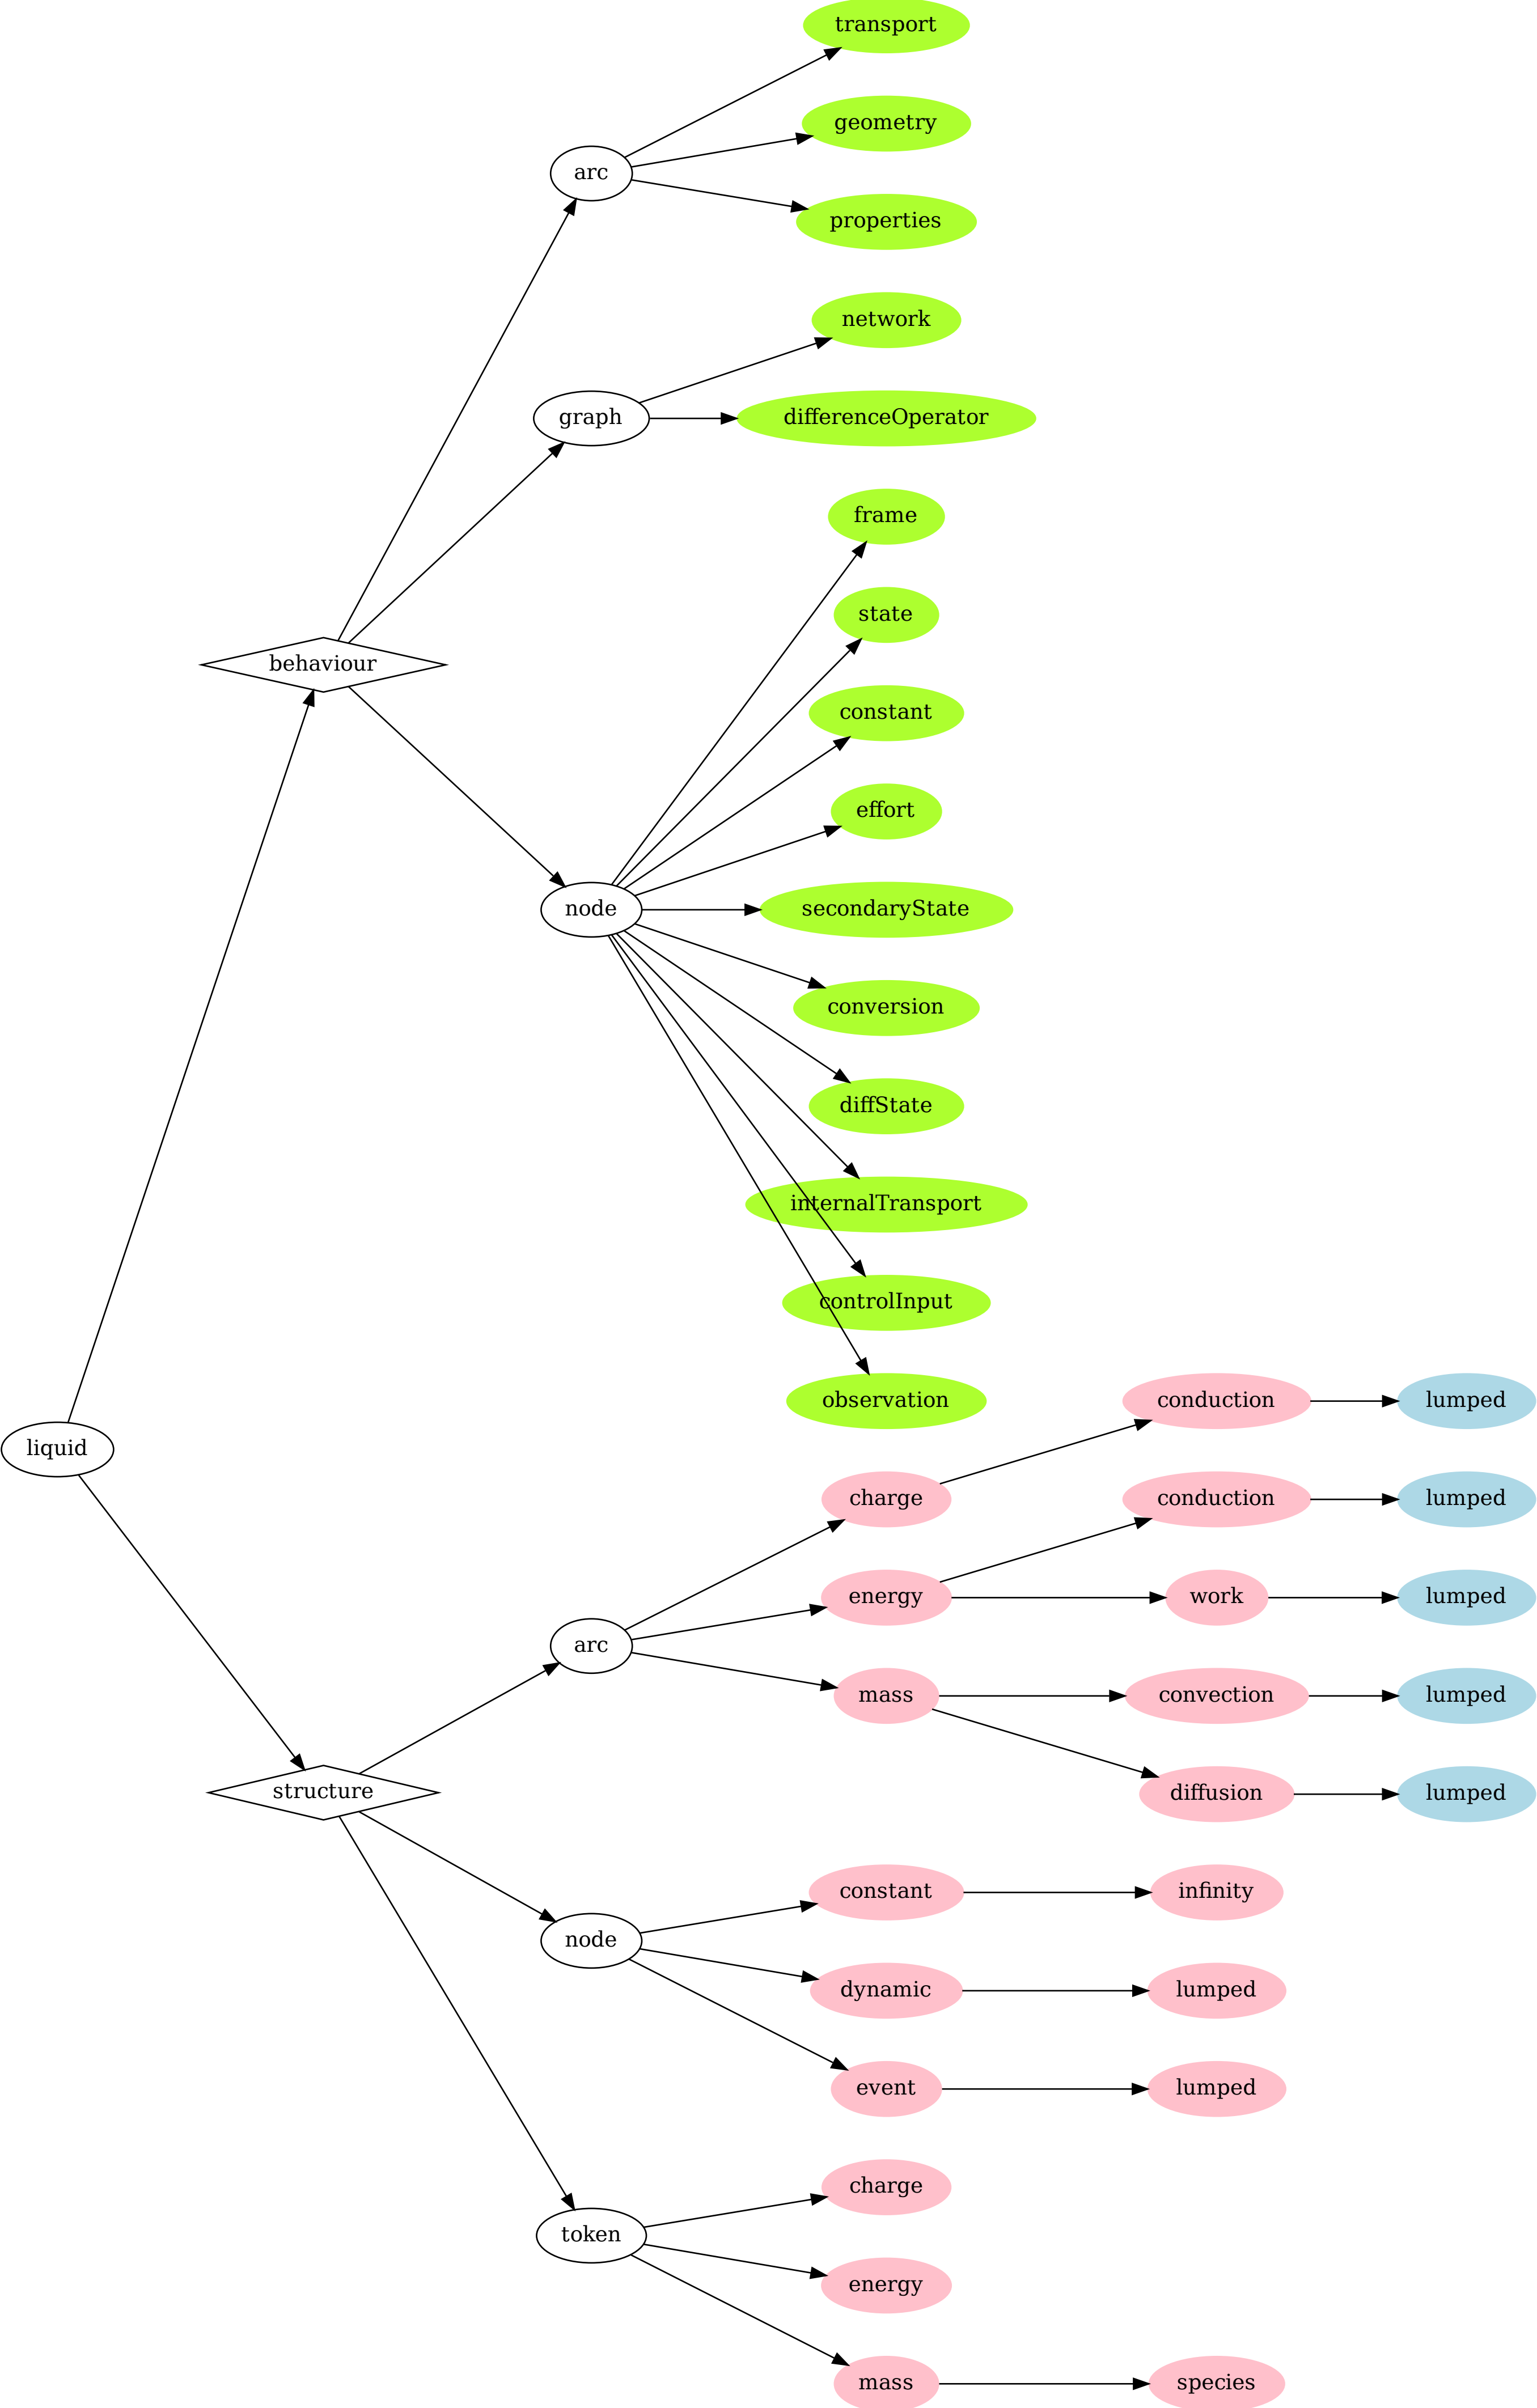 transport
geometry
arc
properties
network
graph
differenceOperator
frame
state
behaviour
constant
effort
node
secondaryState
conversion
diffState
internalTransport
controlInput
observation
conduction
lumped
liquid
charge
conduction
lumped
energy
work
lumped
arc
mass
convection
lumped
structure
diffusion
lumped
constant
infinity
node
dynamic
lumped
event
lumped
charge
token
energy
mass
species